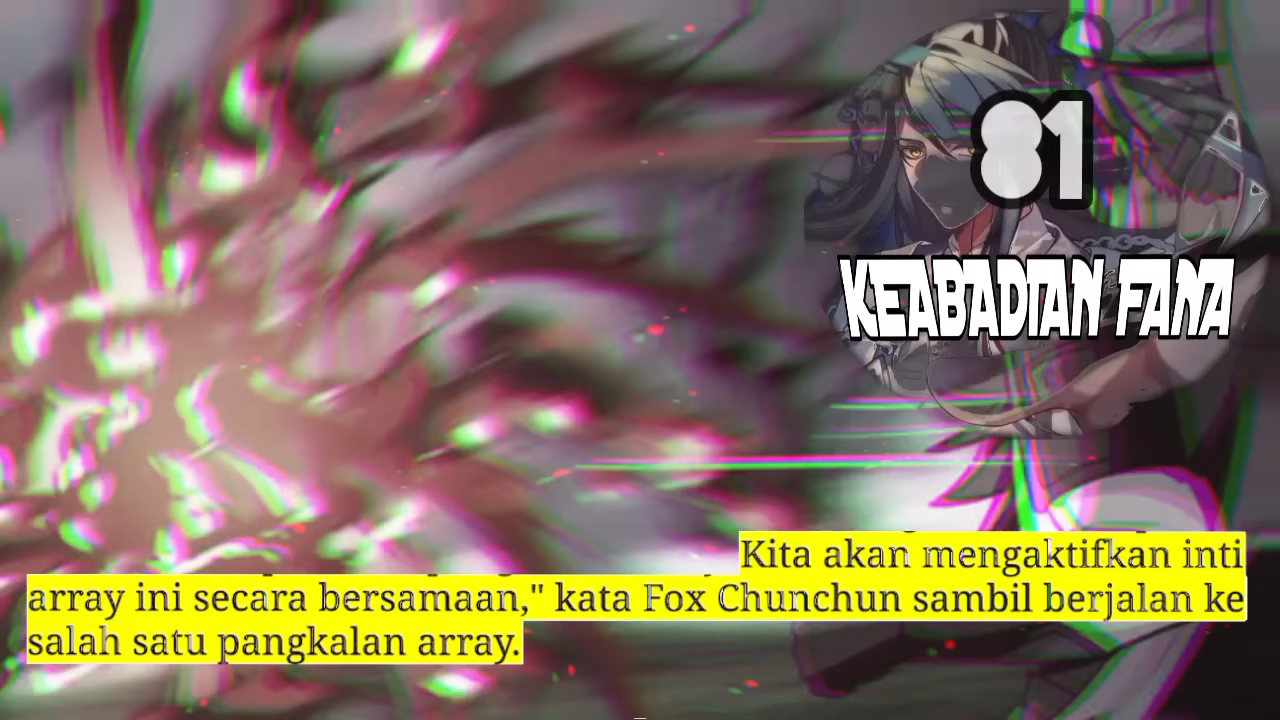 81
KEABADIAN FANA
Kita akan mengaktifkan inti
array ini secara bersamaan," kata Fox Chunchun sambil berjalan ke
salah satu pangkalan array.